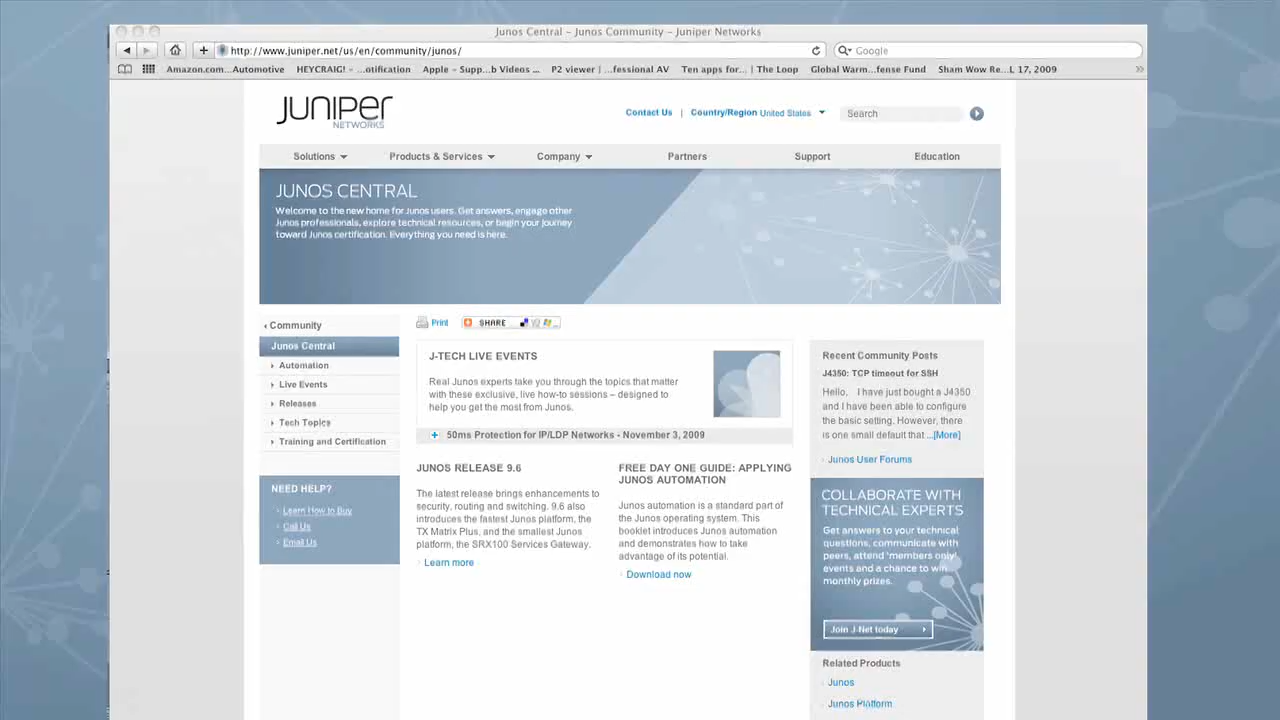 Junos Central – Junos Community – Juniper Networks
http://www.juniper.net/us/en/community/junos/
Google
Amazon.com...Automotive
HEYCRAIG! – ...otification
Apple – Supp...b Videos ...
P2 viewer | ...fessional AV
Ten apps for... | The Loop
Global Warm...fense Fund
Sham Wow Re...L 17, 2009
JUNIPER
NETWORKS
Contact Us | Country/Region United States
Search
Solutions
Products & Services
Company
Partners
Support
Education
JUNOS CENTRAL
Welcome to the new home for Junos users. Get answers, engage other
Junos professionals, explore technical resources, or begin your journey
toward Junos certification. Everything you need is here.
Community
Junos Central
Automation
Live Events
Releases
Tech Topics
Training and Certification
NEED HELP?
Learn How to Buy
Call Us
Email Us
Print
SHARE
J-TECH LIVE EVENTS
Real Junos experts take you through the topics that matter
with these exclusive, live how-to sessions – designed to
help you get the most from Junos.
50ms Protection for IP/LDP Networks - November 3, 2009
JUNOS RELEASE 9.6
The latest release brings enhancements to
security, routing and switching. 9.6 also
introduces the fastest Junos platform, the
TX Matrix Plus, and the smallest Junos
platform, the SRX100 Services Gateway.
Learn more
FREE DAY ONE GUIDE: APPLYING
JUNOS AUTOMATION
Junos automation is a standard part of
the Junos operating system. This
booklet introduces Junos automation
and demonstrates how to take
advantage of its potential.
Download now
Recent Community Posts
J4350: TCP timeout for SSH
Hello, I have just bought a J4350
and I have been able to configure
the basic setting. However, there
is one small default that ...[More]
Junos User Forums
COLLABORATE WITH
TECHNICAL EXPERTS
Get answers to your technical
questions, communicate with
peers, attend 'members only'
events and a chance to win
monthly prizes.
Join J-Net today
Related Products
Junos
Junos Platform